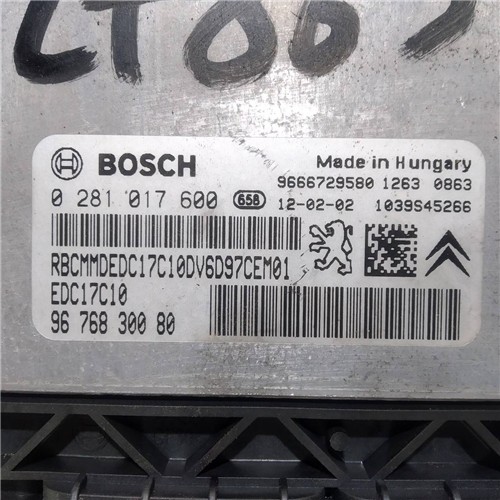 LT009
BOSCH
Made in Hungary
0 281 017 600 658
9666729580 1263 0863
12-02-02 1039S45266
RBCMMDEDC17C10DV6D97CEM01
EDC17C10
96 768 300 80